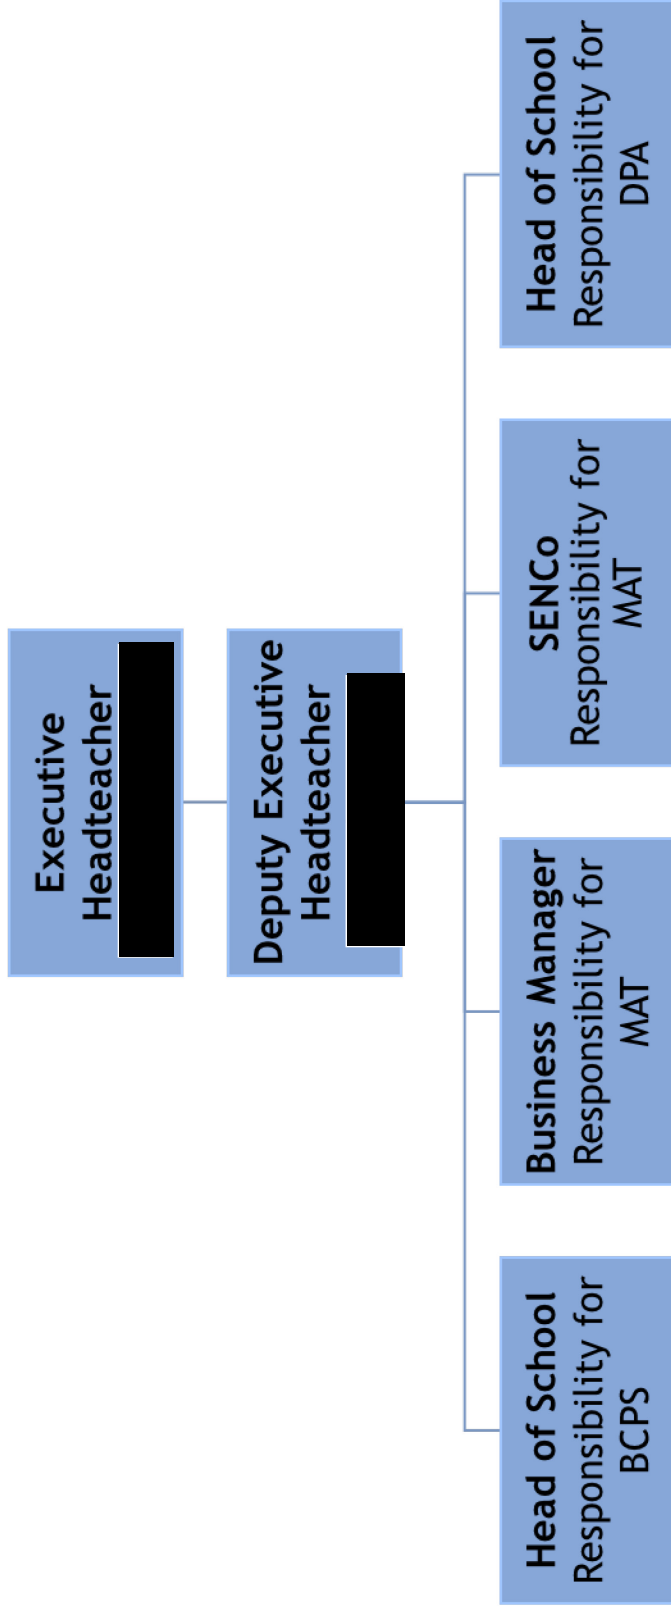 Executive
Headteacher
Deputy Executive
Headteacher
Head of School
Responsibility for
BCPS
Business Manager
Responsibility for
MAT
SENCo
Responsibility for
MAT
Head of School
Responsibility for
DPA